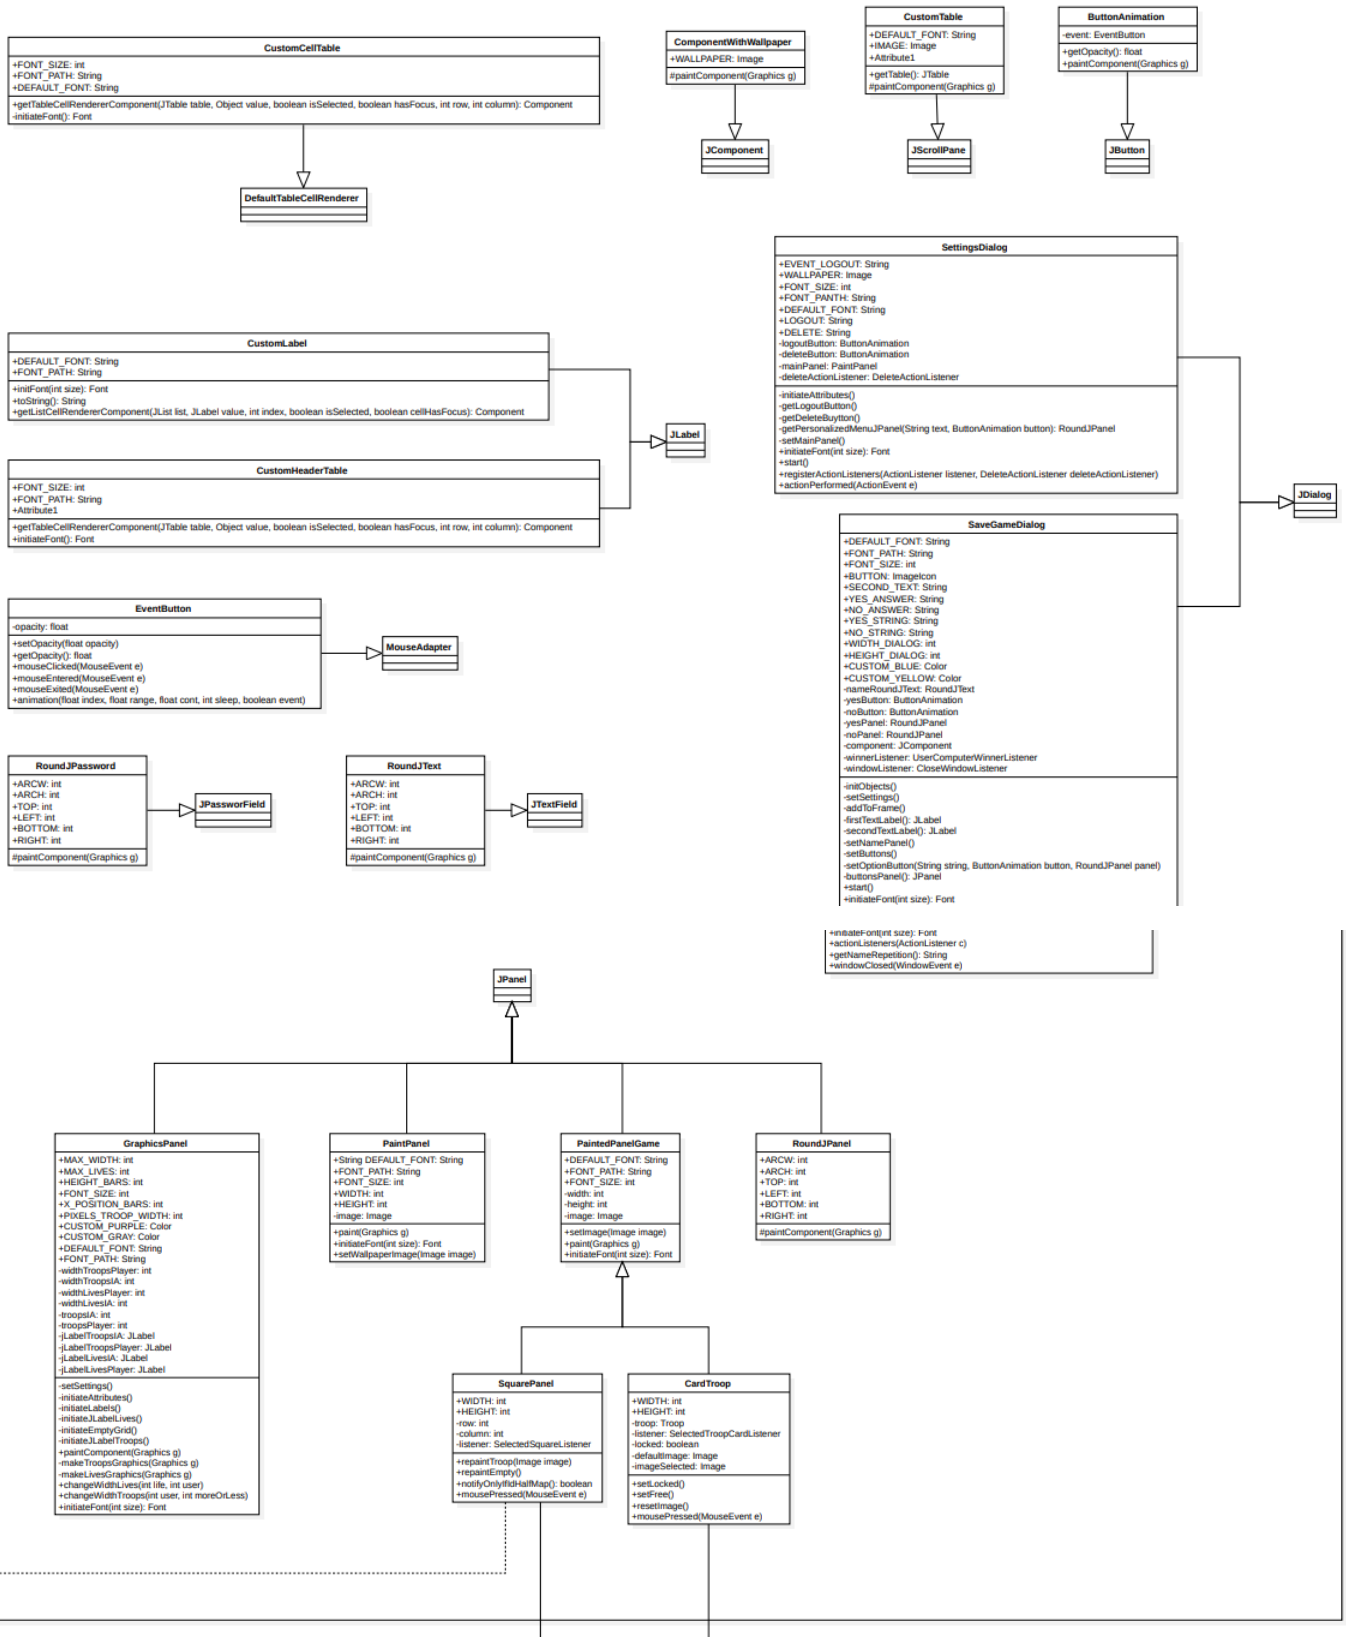 CustomCellTable
+FONT_SIZE: int
+FONT_PATH: String
+DEFAULT_FONT: String
+getTableCellRendererComponent(JTable table, Object value, boolean isSelected, boolean hasFocus, int row, int column): Component
-initiateFont(): Font
DefaultTableCellRenderer
ComponentWithWallpaper
+WALLPAPER: Image
#paintComponent(Graphics g)
JComponent
CustomTable
+DEFAULT_FONT: String
+IMAGE: Image
+Attribute1
+getTable(): JTable
#paintComponent(Graphics g)
JScrollPane
ButtonAnimation
-event: EventButton
+getOpacity(): float
+paintComponent(Graphics g)
JButton
SettingsDialog
+EVENT_LOGOUT: String
+WALLPAPER: Image
+FONT_SIZE: int
+FONT_PANTH: String
+DEFAULT_FONT: String
+LOGOUT: String
+DELETE: String
-logoutButton: ButtonAnimation
-deleteButton: ButtonAnimation
-mainPanel: PaintPanel
-deleteActionListener: DeleteActionListener
-initiateAttributes()
-getLogoutButton()
-getDeleteBuytton()
-getPersonalizedMenuJPanel(String text, ButtonAnimation button): RoundJPanel
-setMainPanel()
+initiateFont(int size): Font
+start()
+registerActionListeners(ActionListener listener, DeleteActionListener deleteActionListener)
+actionPerformed(ActionEvent e)
CustomLabel
+DEFAULT_FONT: String
+FONT_PATH: String
+initFont(int size): Font
+toString(): String
+getListCellRendererComponent(JList list, JLabel value, int index, boolean isSelected, boolean cellHasFocus): Component
JLabel
CustomHeaderTable
+FONT_SIZE: int
+FONT_PATH: String
+Attribute1
+getTableCellRendererComponent(JTable table, Object value, boolean isSelected, boolean hasFocus, int row, int column): Component
+initiateFont(): Font
JDialog
SaveGameDialog
+DEFAULT_FONT: String
+FONT_PATH: String
+FONT_SIZE: int
+BUTTON: ImageIcon
+SECOND_TEXT: String
+YES_ANSWER: String
+NO_ANSWER: String
+YES_STRING: String
+NO_STRING: String
+WIDTH_DIALOG: int
+HEIGHT_DIALOG: int
+CUSTOM_BLUE: Color
+CUSTOM_YELLOW: Color
-nameRoundJText: RoundJText
-yesButton: ButtonAnimation
-noButton: ButtonAnimation
-yesPanel: RoundJPanel
-noPanel: RoundJPanel
-component: JComponent
-winnerListener: UserComputerWinnerListener
-windowListener: CloseWindowListener
-initObjects()
-setSettings()
-addToFrame()
-firstTextLabel(): JLabel
-secondTextLabel(): JLabel
-setNamePanel()
-setButtons()
-setOptionButton(String string, ButtonAnimation button, RoundJPanel panel)
-buttonsPanel(): JPanel
+start()
+initiateFont(int size): Font
EventButton
-opacity: float
+setOpacity(float opacity)
+getOpacity(): float
+mouseClicked(MouseEvent e)
+mouseEntered(MouseEvent e)
+mouseExited(MouseEvent e)
+animation(float index, float range, float cont, int sleep, boolean event)
MouseAdapter
RoundJPassword
+ARCW: int
+ARCH: int
+TOP: int
+LEFT: int
+BOTTOM: int
+RIGHT: int
#paintComponent(Graphics g)
JPassworField
RoundJText
+ARCW: int
+ARCH: int
+TOP: int
+LEFT: int
+BOTTOM: int
+RIGHT: int
#paintComponent(Graphics g)
JTextField
+initiateFont(int size): Font
+actionListeners(ActionListener c)
+getNameRepetition(): String
+windowClosed(WindowEvent e)
JPanel
GraphicsPanel
+MAX_WIDTH: int
+MAX_LIVES: int
+HEIGHT_BARS: int
+FONT_SIZE: int
+X_POSITION_BARS: int
+PIXELS_TROOP_WIDTH: int
+CUSTOM_PURPLE: Color
+CUSTOM_GRAY: Color
+DEFAULT_FONT: String
+FONT_PATH: String
-widthTroopsPlayer: int
-widthTroopsIA: int
-widthLivesPlayer: int
-widthLivesIA: int
-troopsIA: int
-troopsPlayer: int
-jLabelTroopsIA: JLabel
-jLabelTroopsPlayer: JLabel
-jLabelLivesIA: JLabel
-jLabelLivesPlayer: JLabel
-setSettings()
-initiateAttributes()
-initiateLabels()
-initiateJLabelLives()
-initiateEmptyGrid()
-initiateJLabelTroops()
+paintComponent(Graphics g)
-makeTroopsGraphics(Graphics g)
-makeLivesGraphics(Graphics g)
+changeWidthLives(int life, int user)
+changeWidthTroops(int user, int moreOrLess)
+initiateFont(int size): Font
PaintPanel
+String DEFAULT_FONT: String
+FONT_PATH: String
+FONT_SIZE: int
+WIDTH: int
+HEIGHT: int
-image: Image
+paint(Graphics g)
+initiateFont(int size): Font
+setWallpaperImage(Image image)
PaintedPanelGame
+DEFAULT_FONT: String
+FONT_PATH: String
+FONT_SIZE: int
-width: int
-height: int
-image: Image
+setImage(Image image)
+paint(Graphics g)
+initiateFont(int size): Font
RoundJPanel
+ARCW: int
+ARCH: int
+TOP: int
+LEFT: int
+BOTTOM: int
+RIGHT: int
#paintComponent(Graphics g)
SquarePanel
+WIDTH: int
+HEIGHT: int
-row: int
-column: int
-listener: SelectedSquareListener
+repaintTroop(Image image)
+repaintEmpty()
+notifyOnlyIfIdHalfMap(): boolean
+mousePressed(MouseEvent e)
CardTroop
+WIDTH: int
+HEIGHT: int
-troop: Troop
-listener: SelectedTroopCardListener
-locked: boolean
-defaultImage: Image
-imageSelected: Image
+setLocked()
+setFree()
+resetImage()
+mousePressed(MouseEvent e)